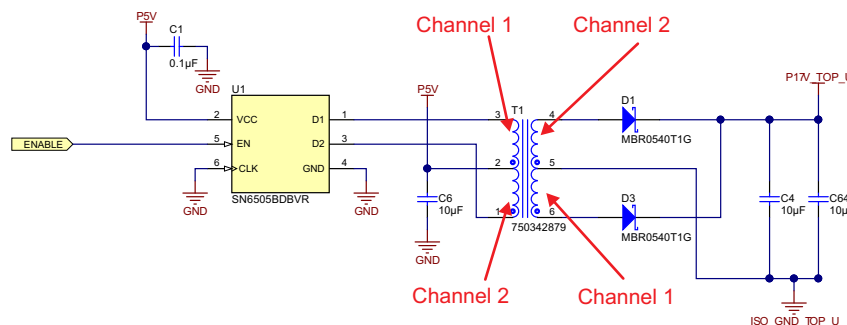 P5V
C1
0.1µF
GND
U1
2 VCC
D1 1
ENABLE
5 EN
D2 3
6 CLK
GND 4
SN6505BDBVR
GND
GND
P5V
C6
10µF
GND
Channel 1
Channel 2
T1
3
4
2
5
1
6
750342879
Channel 2
Channel 1
D1
MBR0540T1G
D3
MBR0540T1G
P17V_TOP_U
C4
10µF
C64
10µF
ISO_GND_TOP_U